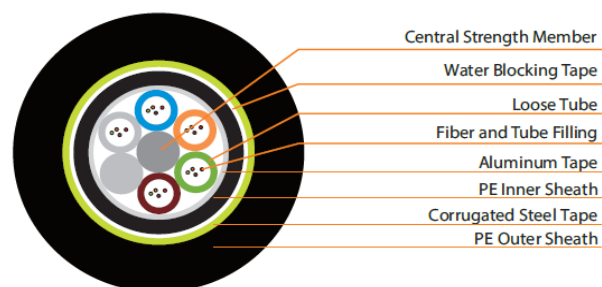 Central Strength Member
Water Blocking Tape
Loose Tube
Fiber and Tube Filling
Aluminum Tape
PE Inner Sheath
Corrugated Steel Tape
PE Outer Sheath